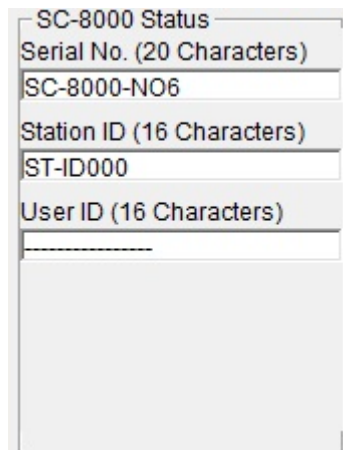 SC-8000 Status
Serial No. (20 Characters)
SC-8000-NO6
Station ID (16 Characters)
ST-ID000
User ID (16 Characters)
----------------